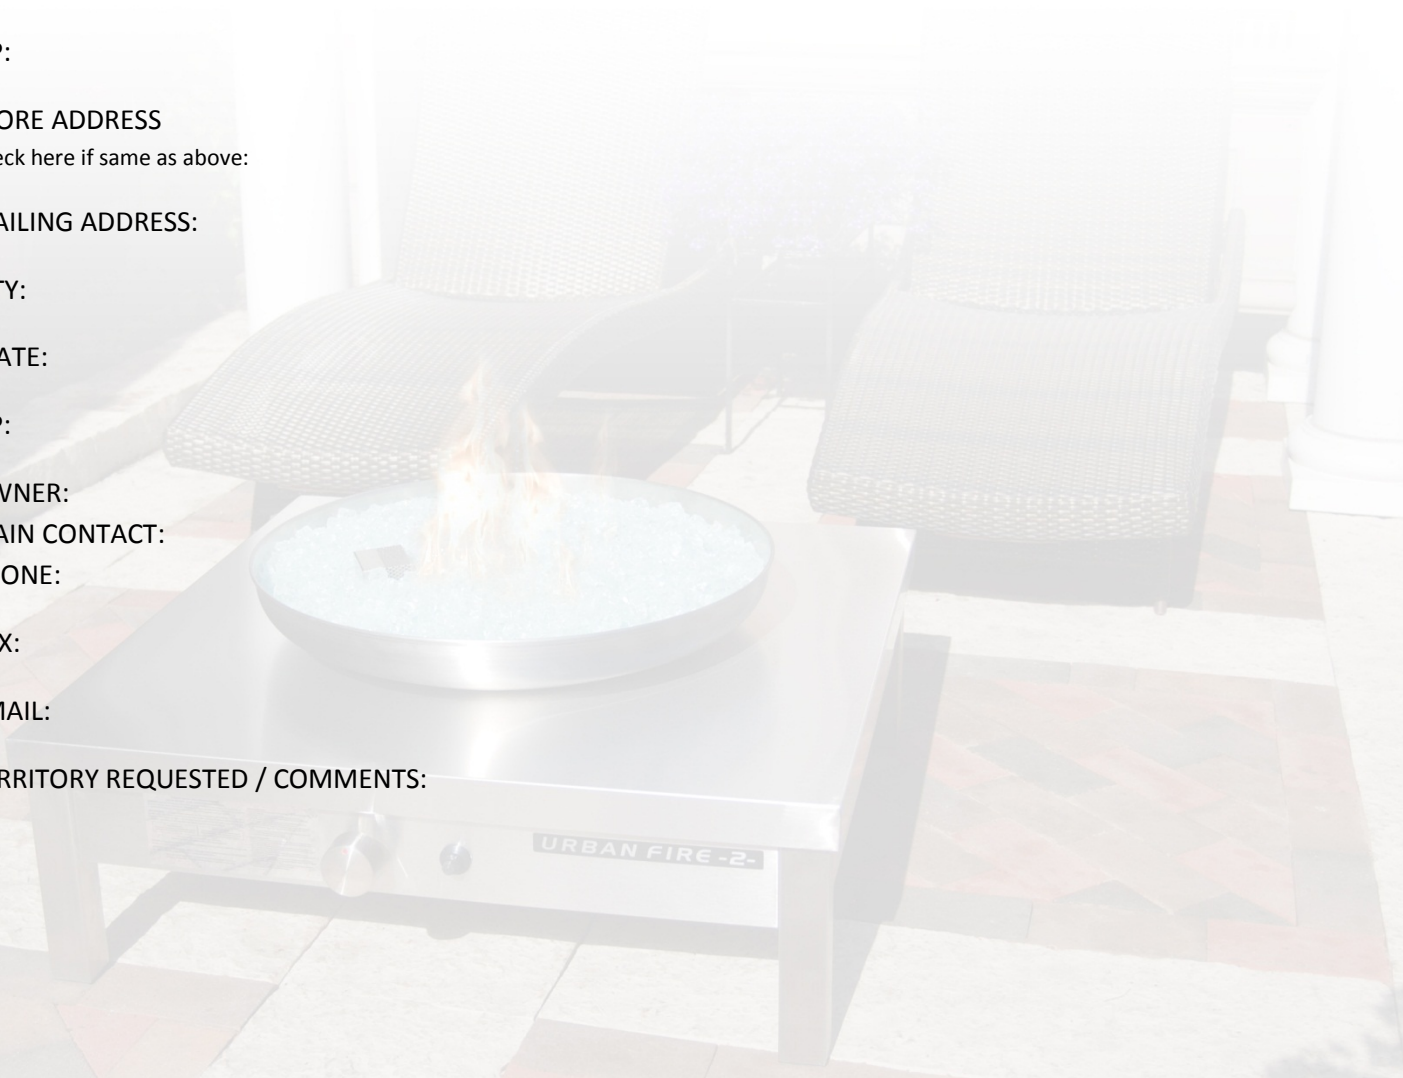 P:
ORE ADDRESS
eck here if same as above:
AILING ADDRESS:
TY:
ATE:
P:
WNER:
AIN CONTACT:
ONE:
X:
MAIL:
RRITORY REQUESTED / COMMENTS:
URBAN FIRE -2-